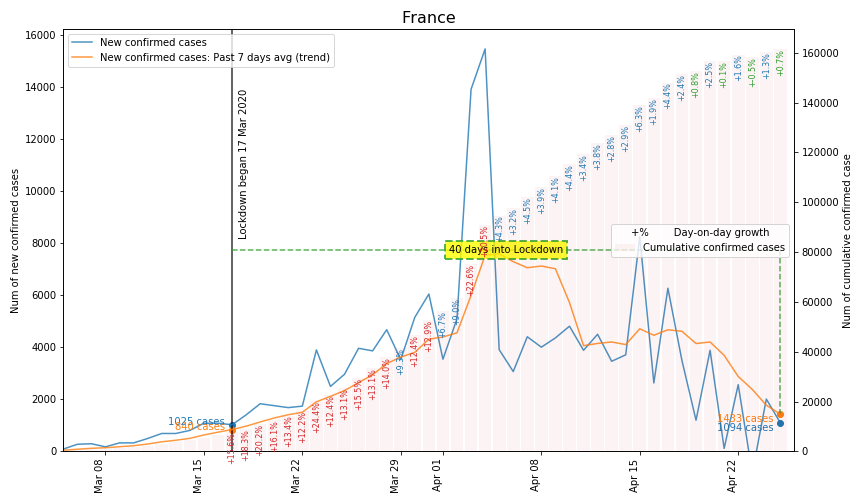 France
New confirmed cases
New confirmed cases: Past 7 days avg (trend)
Lockdown began 17 Mar 2020
40 days into Lockdown
+% Day-on-day growth
Cumulative confirmed cases
1025 cases
840 cases
1433 cases
1094 cases
+15.6%
+18.3%
+20.2%
+16.1%
+13.4%
+12.2%
+24.4%
+12.4%
+13.1%
+15.5%
+13.1%
+14.0%
+9.3%
+12.4%
+12.9%
+6.7%
+9.0%
+22.6%
+4.3%
+3.2%
+4.5%
+3.9%
+4.1%
+4.4%
+3.4%
+3.8%
+2.8%
+2.9%
+6.3%
+1.9%
+4.4%
+2.4%
+0.8%
+2.5%
+0.1%
+1.6%
+-0.5%
+1.3%
+0.7%
Num of new confirmed cases
16000
14000
12000
10000
8000
6000
4000
2000
0
Num of cumulative confirmed case
160000
140000
120000
100000
80000
60000
40000
20000
0
Mar 08
Mar 15
Mar 22
Mar 29
Apr 01
Apr 08
Apr 15
Apr 22